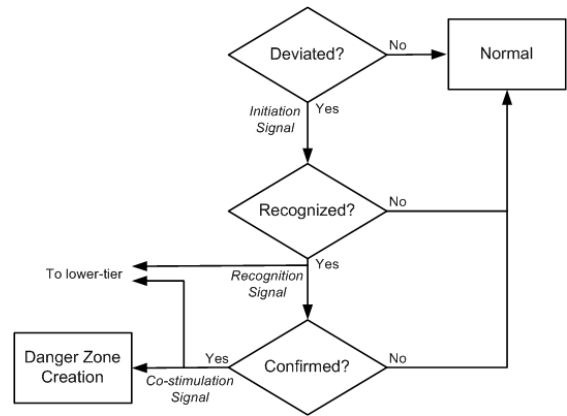 Deviated?
No
Normal
Initiation
Signal
Yes
Recognized?
No
To lower-tier
Recognition
Signal
Yes
Danger Zone
Creation
Yes
Co-stimulation
Signal
Confirmed?
No